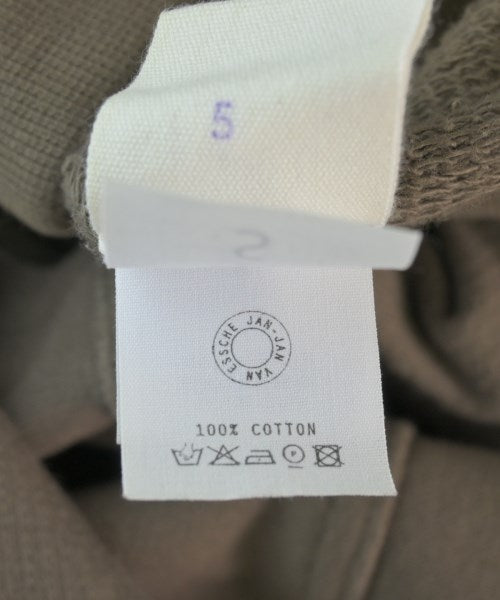 5
S
JAN-JAN VAN ESSCHE
100% COTTON